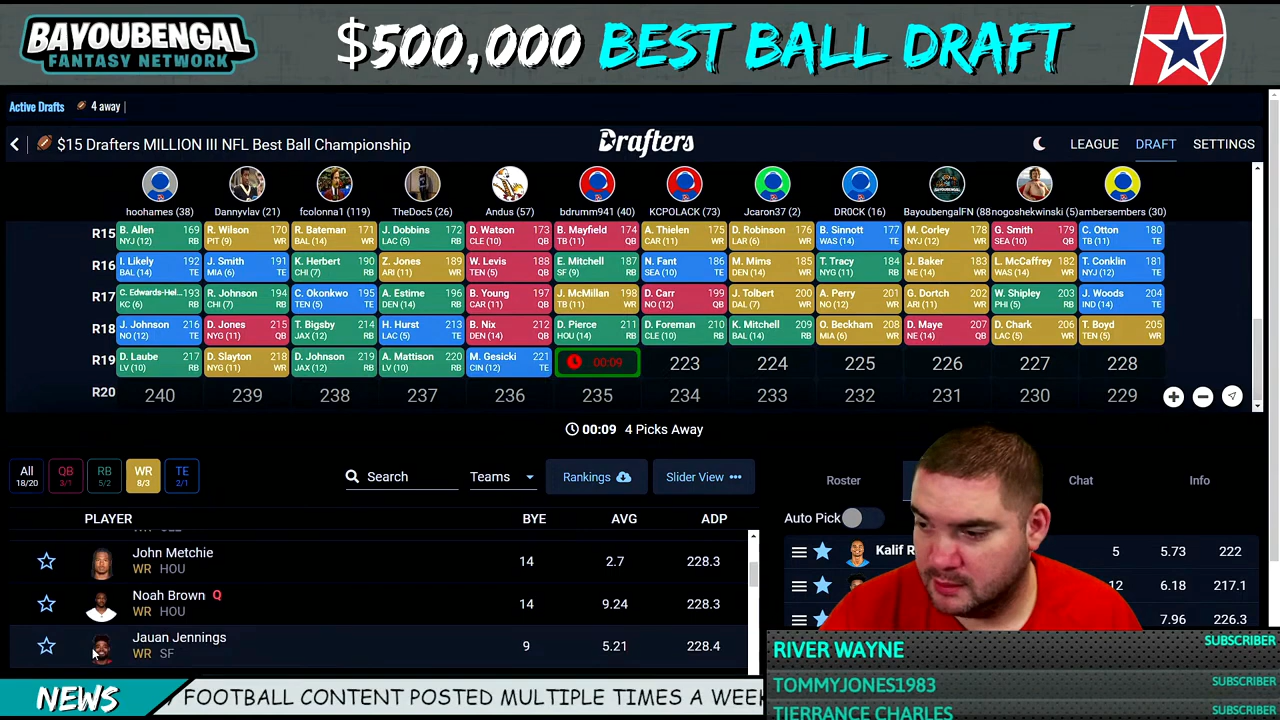 BAYOUBENGAL
FANTASY NETWORK
$500,000 BEST BALL DRAFT
Active Drafts 🏈 4 away |
$15 Drafters MILLION III NFL Best Ball Championship
Drafters
LEAGUE DRAFT SETTINGS
hoohames (38) Dannyvlav (21) fcolonna1 (119) TheDoc5 (26) Andus (57) bdrumm941 (40) KCPOLACK (73) Jcaron37 (2) DR0CK (16) BayoubengalFN (88 nogoshekwinski (5) ambersembers (30)
R15 B. Allen 169 R. Wilson 170 R. Bateman 171 J. Dobbins 172 D. Watson 173 B. Mayfield 174 A. Thielen 175 D. Robinson 176 B. Sinnott 177 M. Corley 178 G. Smith 179 C. Otton 180
NYJ (12) RB PIT (9) WR BAL (14) WR LAC (5) RB CLE (10) QB TB (11) QB CAR (11) WR LAR (6) WR WAS (14) TE NYJ (12) WR SEA (10) QB TB (11) TE
R16 I. Likely 192 J. Smith 191 K. Herbert 190 Z. Jones 189 W. Levis 188 E. Mitchell 187 N. Fant 186 M. Mims 185 T. Tracy 184 J. Baker 183 L. McCaffrey 182 T. Conklin 181
BAL (14) TE MIA (6) TE CHI (7) RB ARI (11) WR TEN (5) QB SF (9) RB SEA (10) TE DEN (14) WR NYG (11) RB NE (14) WR WAS (14) WR NYJ (12) TE
R17 C. Edwards-Hel... 193 R. Johnson 194 C. Okonkwo 195 A. Estime 196 B. Young 197 J. McMillan 198 D. Carr 199 J. Tolbert 200 A. Perry 201 G. Dortch 202 W. Shipley 203 J. Woods 204
KC (6) RB CHI (7) RB TEN (5) TE DEN (14) RB CAR (11) QB TB (11) WR NO (12) QB DAL (7) WR NO (12) WR ARI (11) WR PHI (5) RB IND (14) TE
R18 J. Johnson 216 D. Jones 215 T. Bigsby 214 H. Hurst 213 B. Nix 212 D. Pierce 211 D. Foreman 210 K. Mitchell 209 O. Beckham 208 D. Maye 207 D. Chark 206 T. Boyd 205
NO (12) TE NYG (11) QB JAX (12) RB LAC (5) TE DEN (14) QB HOU (14) RB CLE (10) RB BAL (14) RB MIA (6) WR NE (14) QB LAC (5) WR TEN (5) WR
R19 D. Laube 217 D. Slayton 218 D. Johnson 219 A. Mattison 220 M. Gesicki 221 00:09 223 224 225 226 227 228
LV (10) RB NYG (11) WR JAX (12) RB LV (10) RB CIN (12) TE
R20 240 239 238 237 236 235 234 233 232 231 230 229
00:09 4 Picks Away
All QB RB WR TE Search Teams Rankings Slider View ••• Roster Chat Info
18/20 3/1 5/2 8/3 2/1
PLAYER BYE AVG ADP Auto Pick
John Metchie 14 2.7 228.3 Kalif R 5 5.73 222
WR HOU
Noah Brown Q 14 9.24 228.3 12 6.18 217.1
WR HOU
Jauan Jennings 9 5.21 228.4 7.96 226.3
WR SF
RIVER WAYNE SUBSCRIBER
TOMMYJONES1983 SUBSCRIBER
TIERRANCE CHARLES SUBSCRIBER
NEWS FOOTBALL CONTENT POSTED MULTIPLE TIMES A WEEK